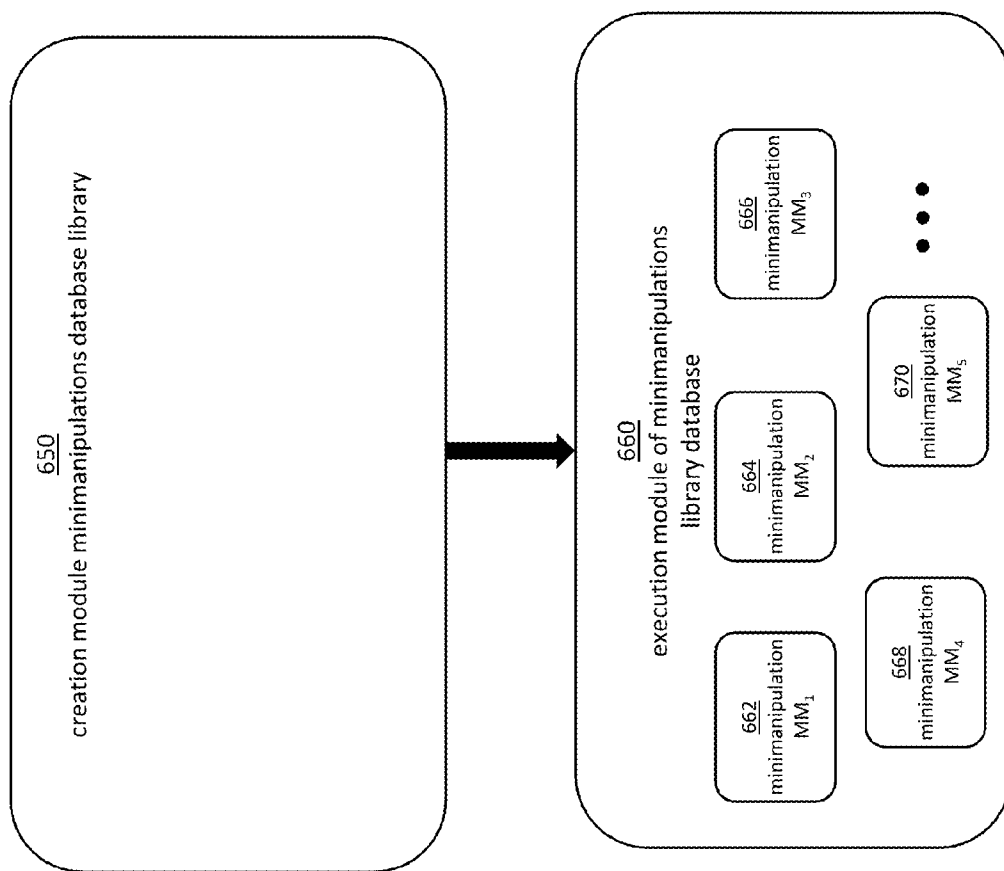 650
creation module minimanipulations database library
660
execution module of minimanipulations
library database
662
minimanipulation
MM₁
664
minimanipulation
MM₂
666
minimanipulation
MM₃
668
minimanipulation
MM₄
670
minimanipulation
MM₅